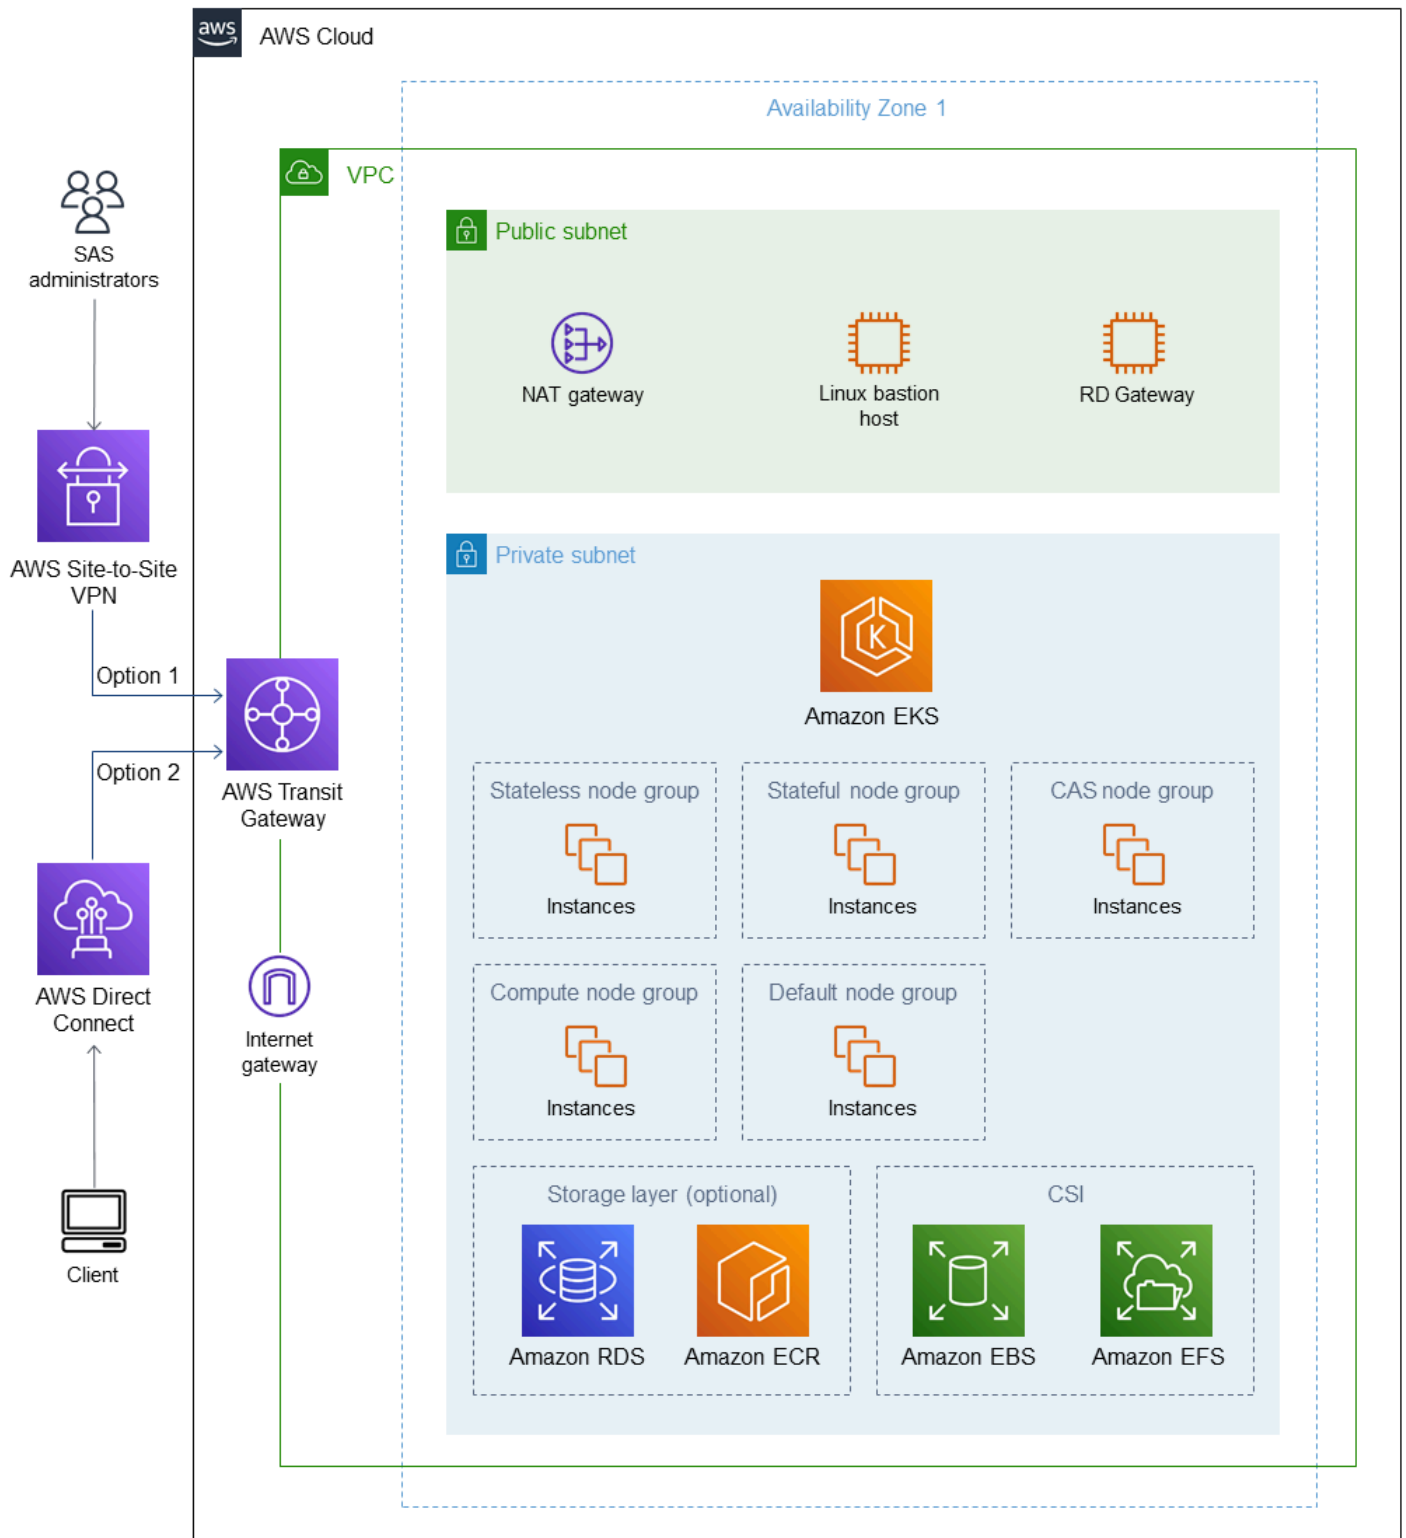 aws
AWS Cloud
Availability Zone 1
VPC
Public subnet
SAS
administrators
NAT gateway
Linux bastion
host
RD Gateway
AWS Site-to-Site
VPN
Private subnet
K
Amazon EKS
Option 1
Option 2
AWS Transit
Gateway
Stateless node group
Instances
Stateful node group
Instances
CAS node group
Instances
AWS Direct
Connect
Internet
gateway
Compute node group
Instances
Default node group
Instances
Client
Storage layer (optional)
Amazon RDS
Amazon ECR
CSI
Amazon EBS
Amazon EFS